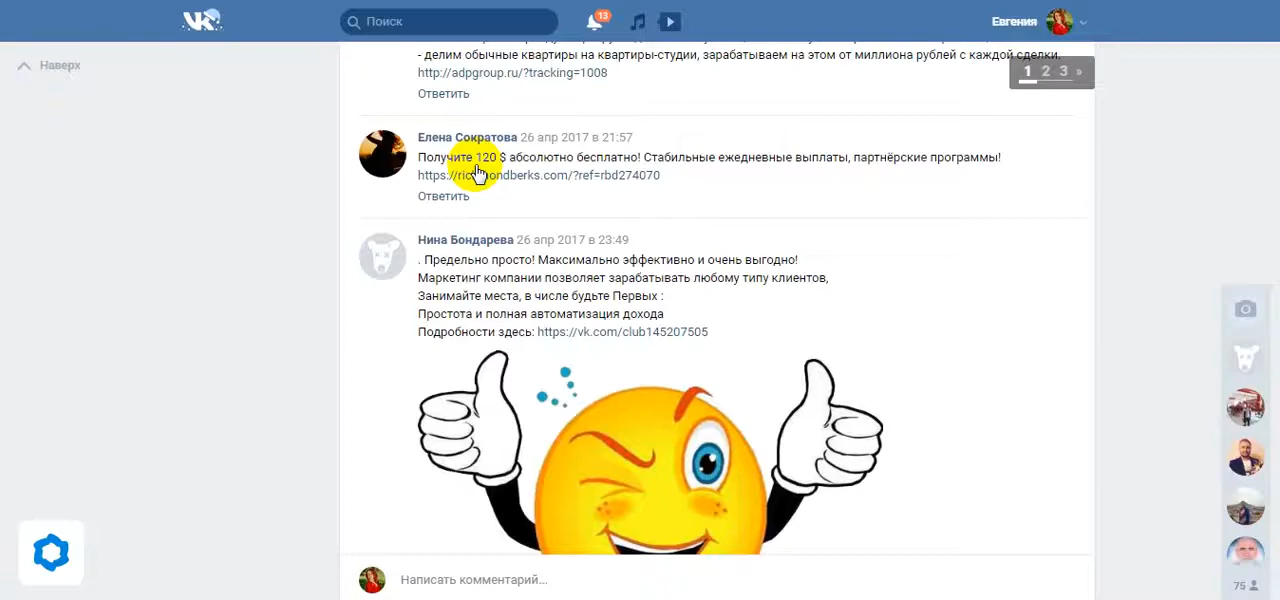 Поиск
13
Евгения
Наверх
- делим обычные квартиры на квартиры-студии, зарабатываем на этом от миллиона рублей с каждой сделки.
http://adpgroup.ru/?tracking=1008
1 2 3 »
Ответить
Елена Сократова 26 апр 2017 в 21:57
Получите 120 $ абсолютно бесплатно! Стабильные ежедневные выплаты, партнёрские программы!
https://richmondberks.com/?ref=rbd274070
Ответить
Нина Бондарева 26 апр 2017 в 23:49
. Предельно просто! Максимально эффективно и очень выгодно!
Маркетинг компании позволяет зарабатывать любому типу клиентов,
Занимайте места, в числе будьте Первых :
Простота и полная автоматизация дохода
Подробности здесь: https://vk.com/club145207505
Написать комментарий...
75